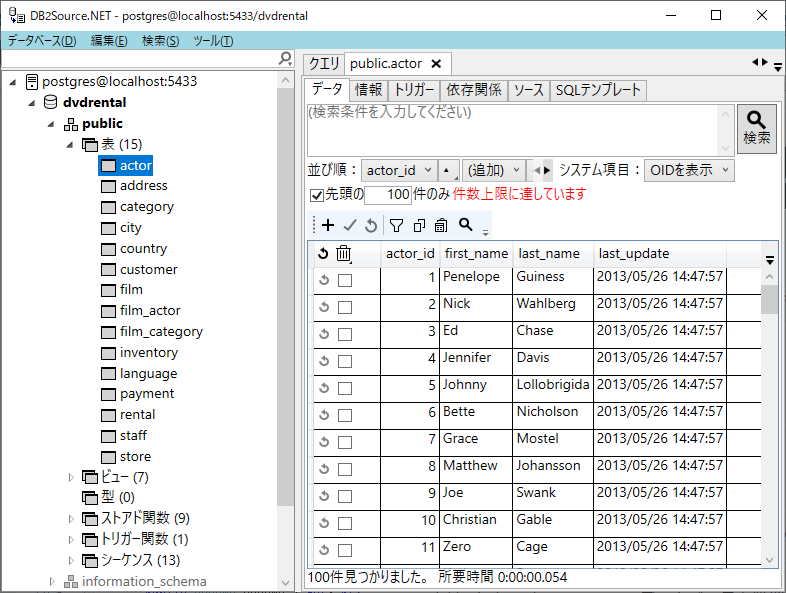 DB2Source.NET - postgres@localhost:5433/dvdrental
データベース(D) 編集(E) 検索(S) ツール(T)
postgres@localhost:5433
dvdrental
public
表 (15)
actor
address
category
city
country
customer
film
film_actor
film_category
inventory
language
payment
rental
staff
store
ビュー (7)
型 (0)
ストアド関数 (9)
トリガー関数 (1)
シーケンス (13)
information_schema
クエリ public.actor
データ 情報 トリガー 依存関係 ソース SQLテンプレート
(検索条件を入力してください)
検索
並び順： actor_id (追加) システム項目： OIDを表示
先頭の 100 件のみ 件数上限に達しています
actor_id first_name last_name last_update
1 Penelope Guiness 2013/05/26 14:47:57
2 Nick Wahlberg 2013/05/26 14:47:57
3 Ed Chase 2013/05/26 14:47:57
4 Jennifer Davis 2013/05/26 14:47:57
5 Johnny Lollobrigida 2013/05/26 14:47:57
6 Bette Nicholson 2013/05/26 14:47:57
7 Grace Mostel 2013/05/26 14:47:57
8 Matthew Johansson 2013/05/26 14:47:57
9 Joe Swank 2013/05/26 14:47:57
10 Christian Gable 2013/05/26 14:47:57
11 Zero Cage 2013/05/26 14:47:57
100件見つかりました。 所要時間 0:00:00.054